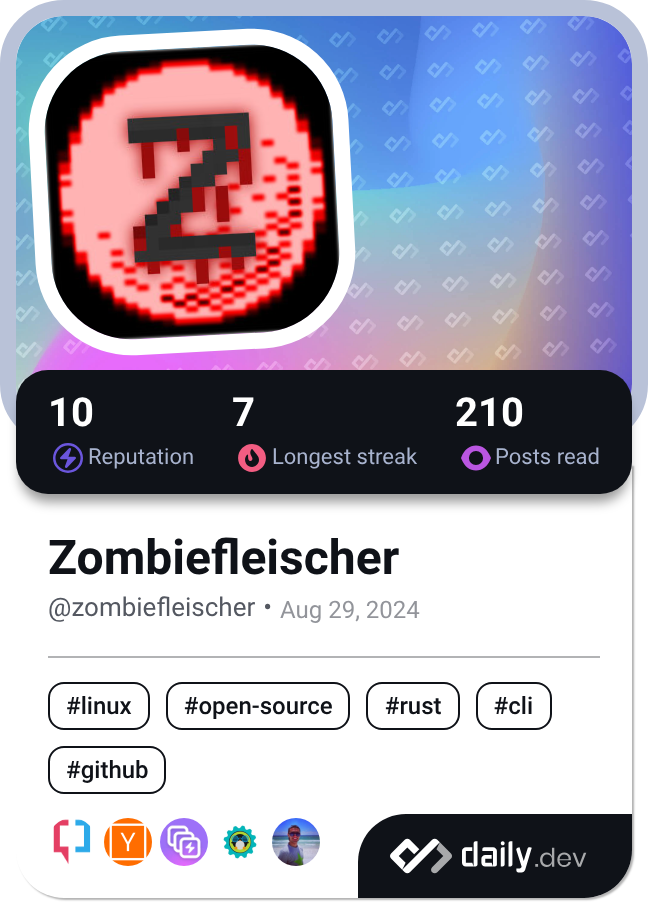 Z
10 7 210
Reputation Longest streak Posts read
Zombiefleischer
@zombiefleischer • Aug 29, 2024
#linux #open-source #rust #cli
#github
Y
daily.dev